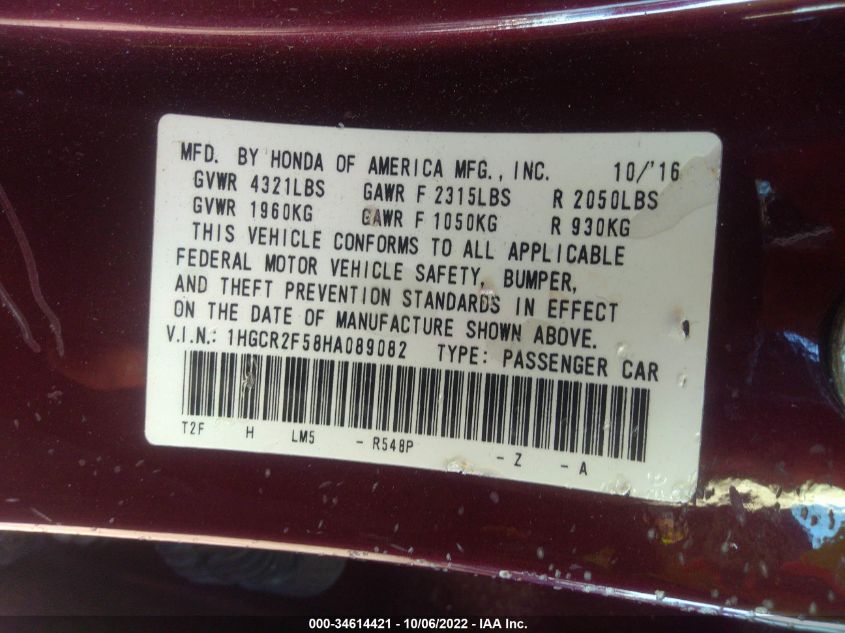 MFD. BY HONDA OF AMERICA MFG., INC. 10/'16
GVWR 4321LBS GAWR F 2315LBS R 2050LBS
GVWR 1960KG GAWR F 1050KG R 930KG
THIS VEHICLE CONFORMS TO ALL APPLICABLE
FEDERAL MOTOR VEHICLE SAFETY, BUMPER,
AND THEFT PREVENTION STANDARDS IN EFFECT
ON THE DATE OF MANUFACTURE SHOWN ABOVE.
V.I.N.: 1HGCR2F58HA089082 TYPE: PASSENGER CAR
T2F H LM5 - R548P - Z - A
000-34614421 - 10/06/2022 - IAA Inc.